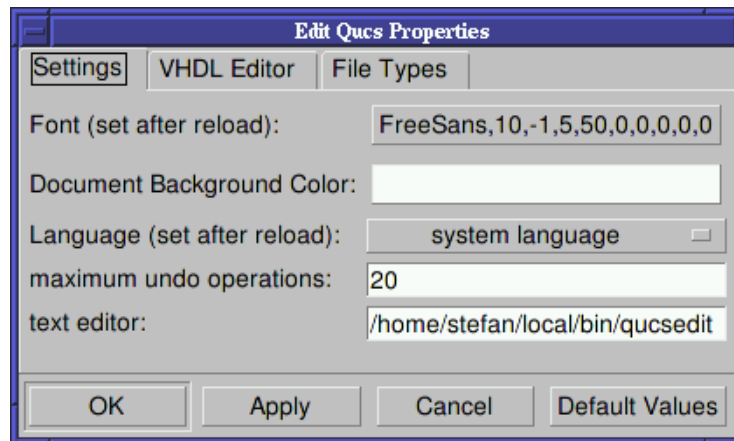 Edit Qucs Properties
Settings VHDL Editor File Types
Font (set after reload): FreeSans,10,-1,5,50,0,0,0,0,0
Document Background Color:
Language (set after reload): system language
maximum undo operations: 20
text editor: /home/stefan/local/bin/qucsedit
OK Apply Cancel Default Values